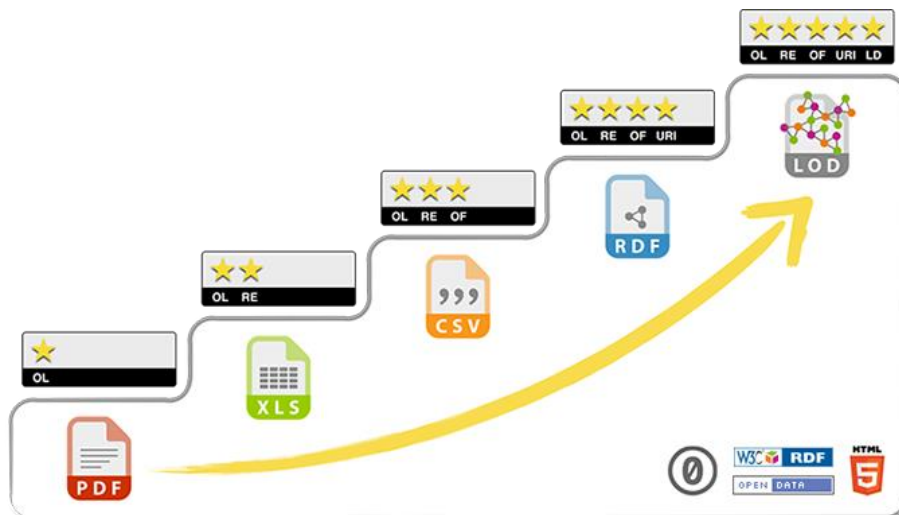 OL RE OF URI LD
OL RE OF URI
LOD
OL RE OF
RDF
OL RE
CSV
OL
XLS
PDF
0
W3C RDF
HTML
OPEN DATA
5